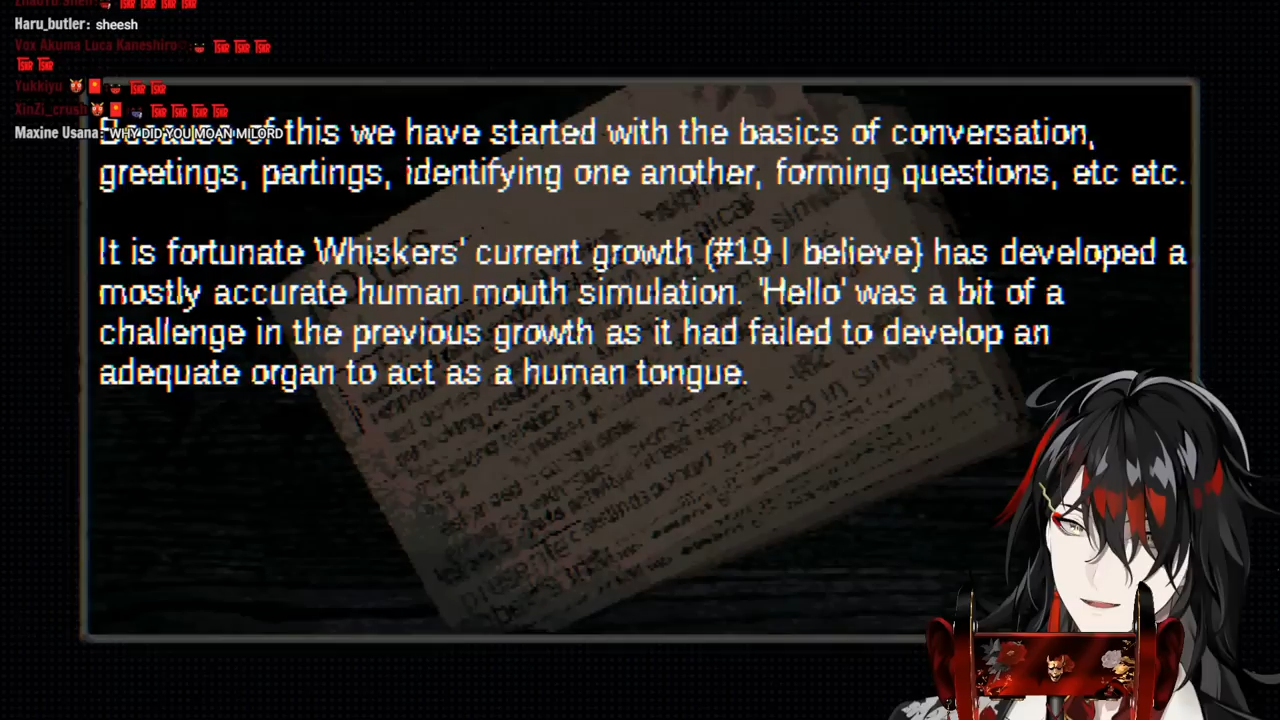 Haru_butler: sheesh
Vox Akuma Luca Kaneshiro
Yukkiyu
XinZi_crush
Maxine Usana: WHY DID YOU MOAN MILORD
Because of this we have started with the basics of conversation,
greetings, partings, identifying one another, forming questions, etc etc.
It is fortunate Whiskers' current growth (#19 I believe} has developed a
mostly accurate human mouth simulation. 'Hello' was a bit of a
challenge in the previous growth as it had failed to develop an
adequate organ to act as a human tongue.